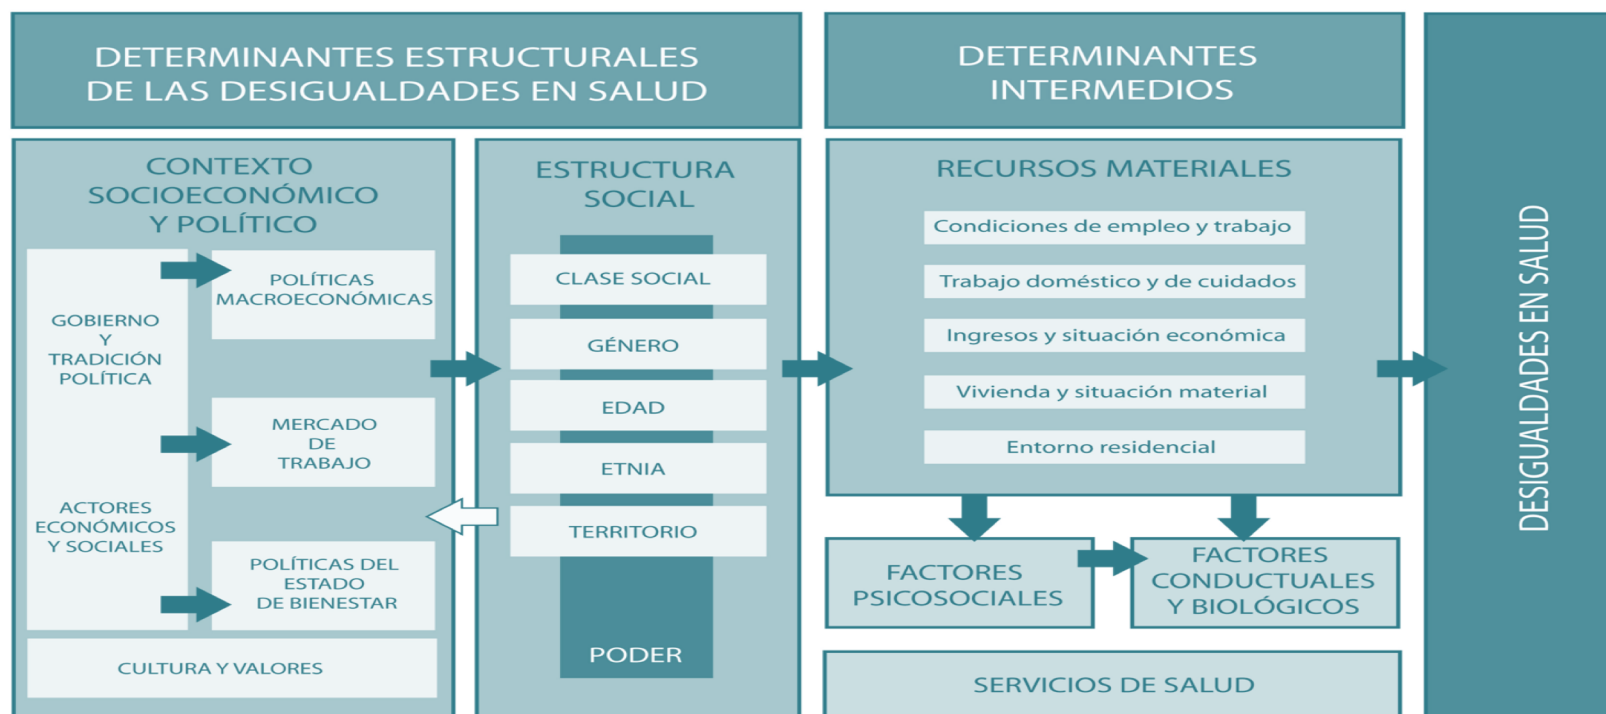 DETERMINANTES ESTRUCTURALES
DE LAS DESIGUALDADES EN SALUD
CONTEXTO
SOCIOECONÓMICO
Y POLÍTICO
GOBIERNO
Y
TRADICIÓN
POLÍTICA
ACTORES
ECONÓMICOS
Y SOCIALES
POLÍTICAS
MACROECONÓMICAS
MERCADO
DE
TRABAJO
POLÍTICAS DEL
ESTADO
DE BIENESTAR
CULTURA Y VALORES
ESTRUCTURA
SOCIAL
CLASE SOCIAL
GÉNERO
EDAD
ETNIA
TERRITORIO
PODER
DETERMINANTES
INTERMEDIOS
RECURSOS MATERIALES
Condiciones de empleo y trabajo
Trabajo doméstico y de cuidados
Ingresos y situación económica
Vivienda y situación material
Entorno residencial
FACTORES
PSICOSOCIALES
FACTORES
CONDUCTUALES
Y BIOLÓGICOS
SERVICIOS DE SALUD
DESIGUALDADES EN SALUD